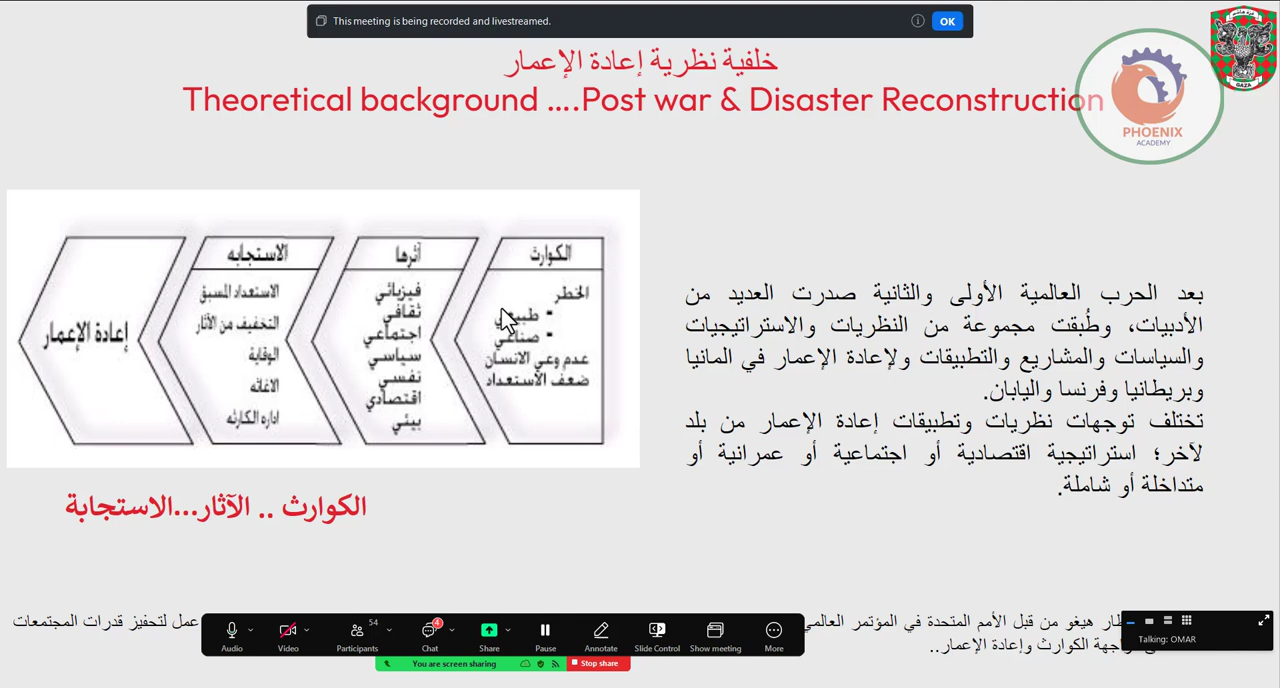 This meeting is being recorded and livestreamed.
OK
خلفية نظرية إعادة الإعمار
Theoretical background ....Post war & Disaster Reconstruction
PHOENIX
ACADEMY
GAZA
الكوارث
الخطر
طبيعي
صناعي
عدم وعي الانسان
ضعف الاستعداد
آثرها
فيزيائي
ثقافي
اجتماعي
سياسي
نفسي
اقتصادي
بيئي
الاستجابه
الاستعداد المسبق
التخفيف من الآثار
الوقاية
الاغاثه
اداره الكارثه
إعادة الإعمار
بعد الحرب العالمية الأولى والثانية صدرت العديد من
الأدبيات، وطُبقت مجموعة من النظريات والاستراتيجيات
والسياسات والمشاريع والتطبيقات ولإعادة الإعمار في المانيا
وبريطانيا وفرنسا واليابان.
تختلف توجهات نظريات وتطبيقات إعادة الإعمار من بلد
لآخر؛ استراتيجية اقتصادية أو اجتماعية أو عمرانية أو
متداخلة أو شاملة.
الكوارث .. الآثار...الاستجابة
هيغو من قبل الأمم المتحدة في المؤتمر العالمي
عمل لتحفيز قدرات المجتمعات
الكوارث وإعادة الإعمار..
Audio
Video
Participants
54
Chat
4
Share
Pause
Annotate
Slide Control
Show meeting
More
You are screen sharing
Stop share
Talking: OMAR